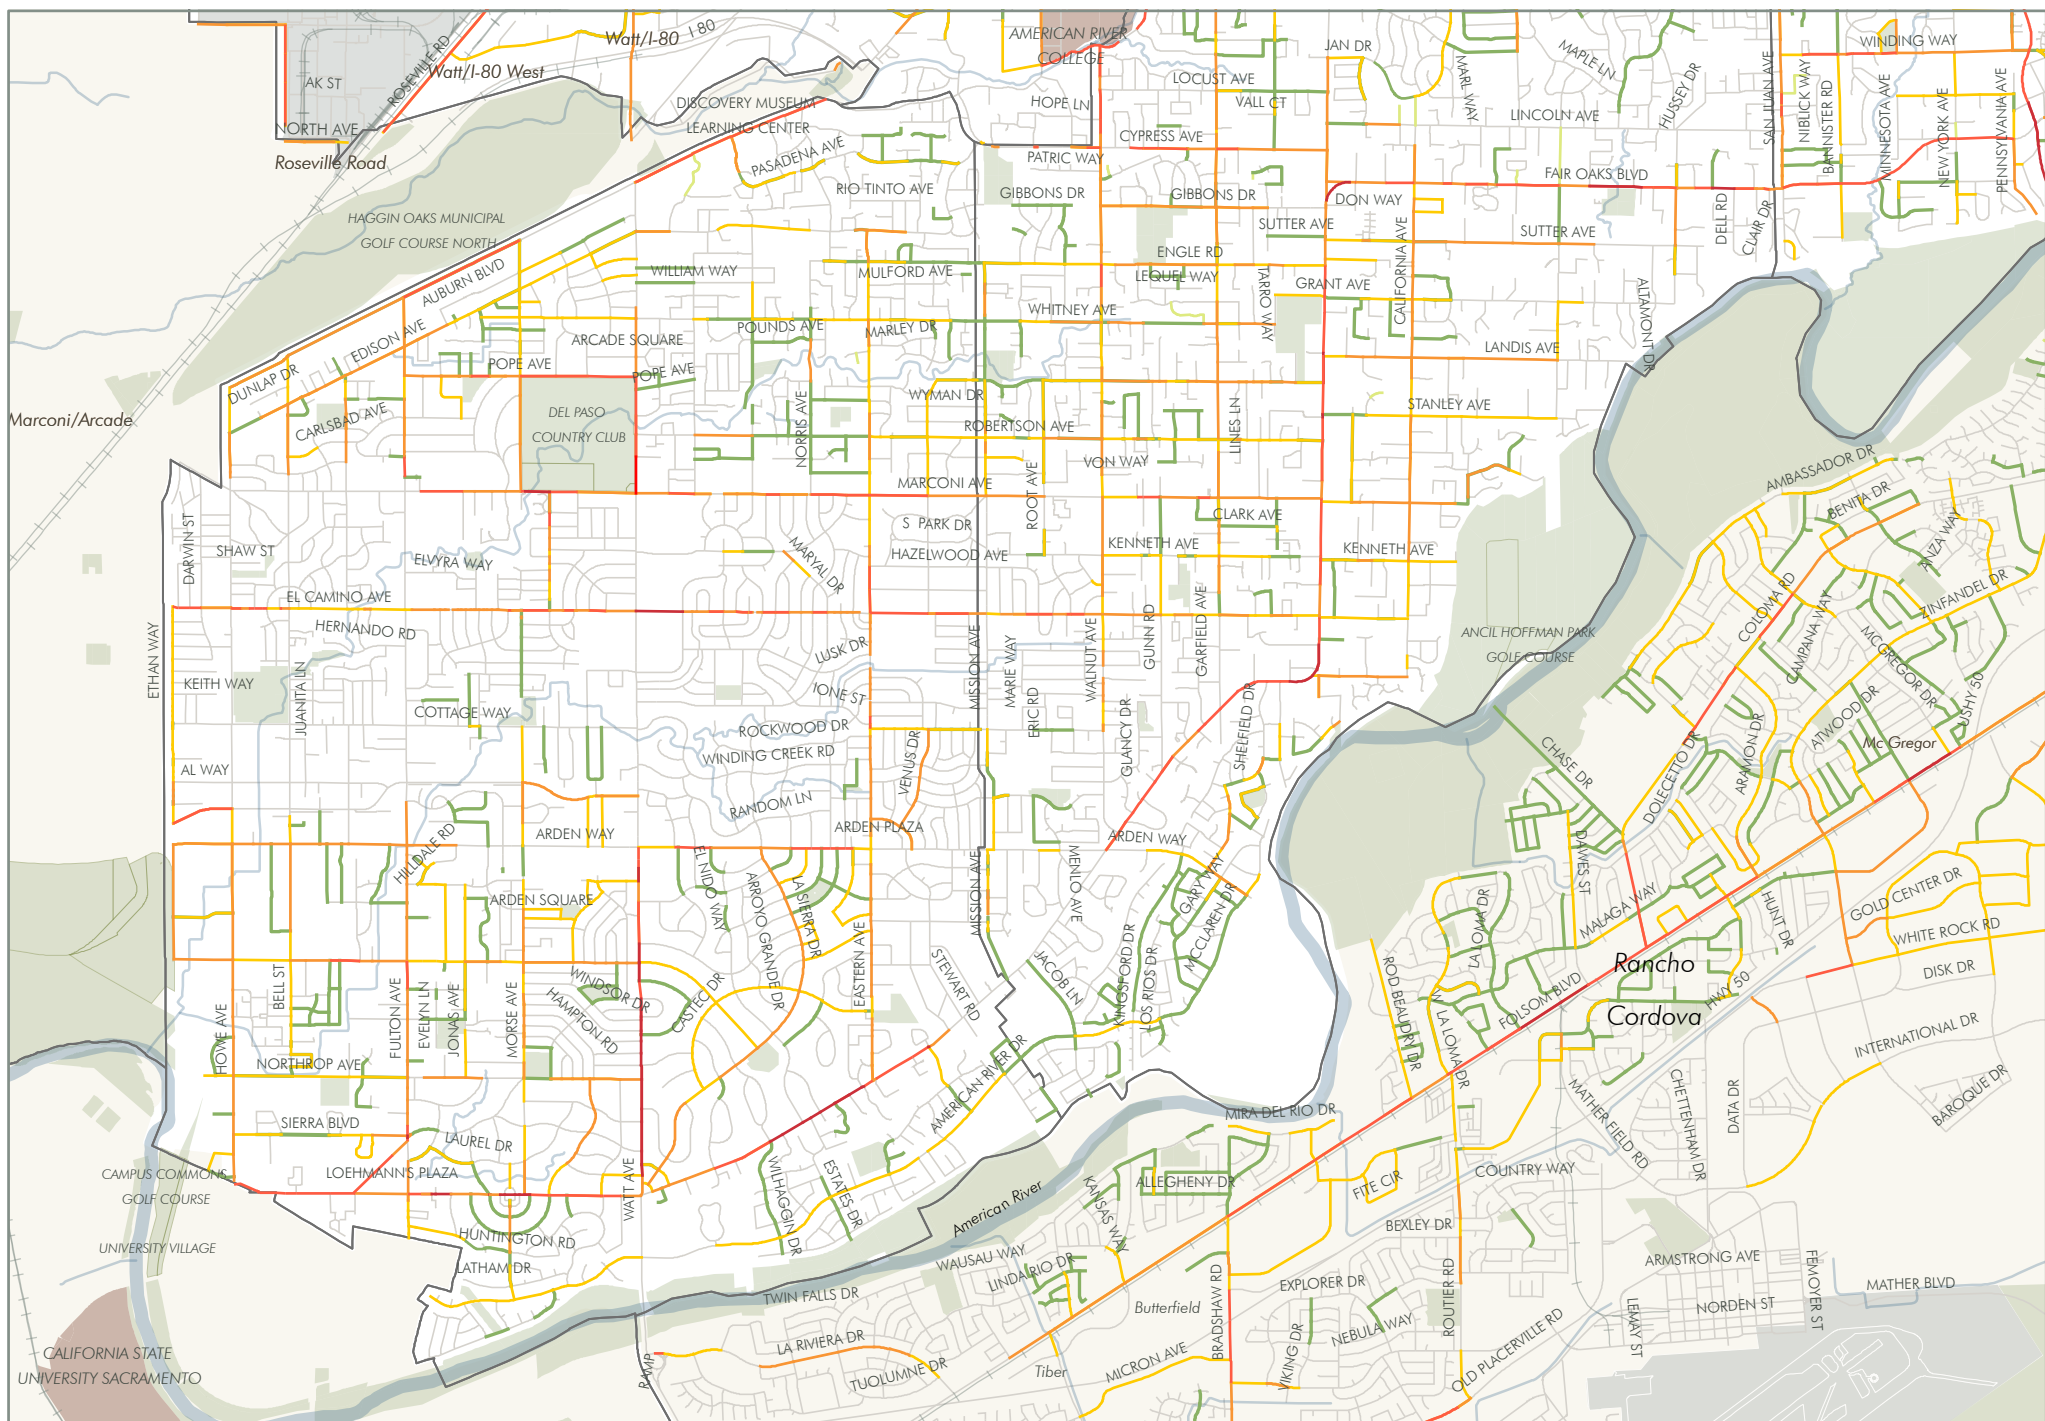 Watt/I-80
I-80
AMERICAN RIVER
COLLEGE
JAN DR
MAPLE LN
WINDING WAY
AK ST
ROSEVILLE RD
Watt/I-80 West
LOCUST AVE
MARL WAY
HUSSEY DR
SAN JUAN AVE
NIBLICK WAY
BANNISTER RD
MINNESOTA AVE
NEW YORK AVE
PENNSYLVANIA AVE
DISCOVERY MUSEUM
LEARNING CENTER
HOPE LN
VALL CT
LINCOLN AVE
NORTH AVE
Roseville Road
PASADENA AVE
CYPRESS AVE
PATRIC WAY
RIO TINTO AVE
GIBBONS DR
GIBBONS DR
FAIR OAKS BLVD
DON WAY
HAGGIN OAKS MUNICIPAL
GOLF COURSE NORTH
SUTTER AVE
SUTTER AVE
DELL RD
CLAIR DR
CALIFORNIA AVE
ENGLE RD
AUBURN BLVD
WILLIAM WAY
MULFORD AVE
LEQUEL WAY
TARRO WAY
GRANT AVE
ALTAMONT DR
WHITNEY AVE
EDISON AVE
ARCADE SQUARE
POUNDS AVE
MARLEY DR
LANDIS AVE
DUNLAP DR
POPE AVE
POPE AVE
WYMAN DR
STANLEY AVE
Marconi/Arcade
CARLSBAD AVE
DEL PASO
COUNTRY CLUB
NORRIS AVE
ROBERTSON AVE
LINES LN
VON WAY
AMBASSADOR DR
MARCONI AVE
ROOT AVE
BENITA DR
DARWIN ST
S PARK DR
CLARK AVE
SHAW ST
ELVYRA WAY
MARYAL DR
HAZELWOOD AVE
KENNETH AVE
KENNETH AVE
ANZA WAY
EL CAMINO AVE
ZINFANDEL DR
COLOMA RD
CAMPANA WAY
HERNANDO RD
ETHAN WAY
LUSK DR
MISSION AVE
MARIE WAY
WALNUT AVE
GUNN RD
GARFIELD AVE
ANCIL HOFFMAN PARK
GOLF COURSE
MCGREGOR DR
KEITH WAY
JUANITA LN
IONE ST
ERIC RD
COTTAGE WAY
ROCKWOOD DR
GLANCY DR
SHELFIELD DR
USHY 50
ATWOOD DR
Mc Gregor
WINDING CREEK RD
VENUS DR
CHASE DR
DOLECETTO DR
ARAMON DR
AL WAY
RANDOM LN
ARDEN WAY
ARDEN PLAZA
ARDEN WAY
HILLDALE RD
EL NIDO WAY
ARROYO GRANDE DR
LA SIERRA DR
MISSION AVE
MENLO AVE
GARY WAY
DAWES ST
ARDEN SQUARE
MCCLAREN DR
LA LOMA DR
MALAGA WAY
HUNT DR
GOLD CENTER DR
WHITE ROCK RD
EASTERN AVE
STEWART RD
JACOB LN
KINGSFORD DR
LOS RIOS DR
Rancho
Cordova
DISK DR
BELL ST
WINDSOR DR
HAMPTON RD
CASTEC DR
ROD BEAUDRY DR
W LA LOMA DR
FOLSOM BLVD
HWY 50
HOWE AVE
FULTON AVE
EVELYN LN
JONAS AVE
MORSE AVE
NORTHROP AVE
AMERICAN RIVER DR
INTERNATIONAL DR
BAROQUE DR
MATHER FIELD RD
CHETTENHAM DR
DATA DR
SIERRA BLVD
LAUREL DR
MIRA DEL RIO DR
CAMPUS COMMONS
GOLF COURSE
LOEHMANN'S PLAZA
WATT AVE
WILHAGGIN DR
ESTATES DR
American River
KANSAS WAY
ALLEGHENY DR
FITE CIR
COUNTRY WAY
BEXLEY DR
UNIVERSITY VILLAGE
HUNTINGTON RD
LATHAM DR
WAUSAU WAY
LINDA RIO DR
BRADSHAW RD
EXPLORER DR
ROUTIER RD
ARMSTRONG AVE
FEMOYER ST
MATHER BLVD
TWIN FALLS DR
Butterfield
NEBULA WAY
LEMAY ST
NORDEN ST
LA RIVIERA DR
VIKING DR
OLD PLACERVILLE RD
CALIFORNIA STATE
UNIVERSITY SACRAMENTO
RAMP
TUOLUMNE DR
Tiber
MICRON AVE